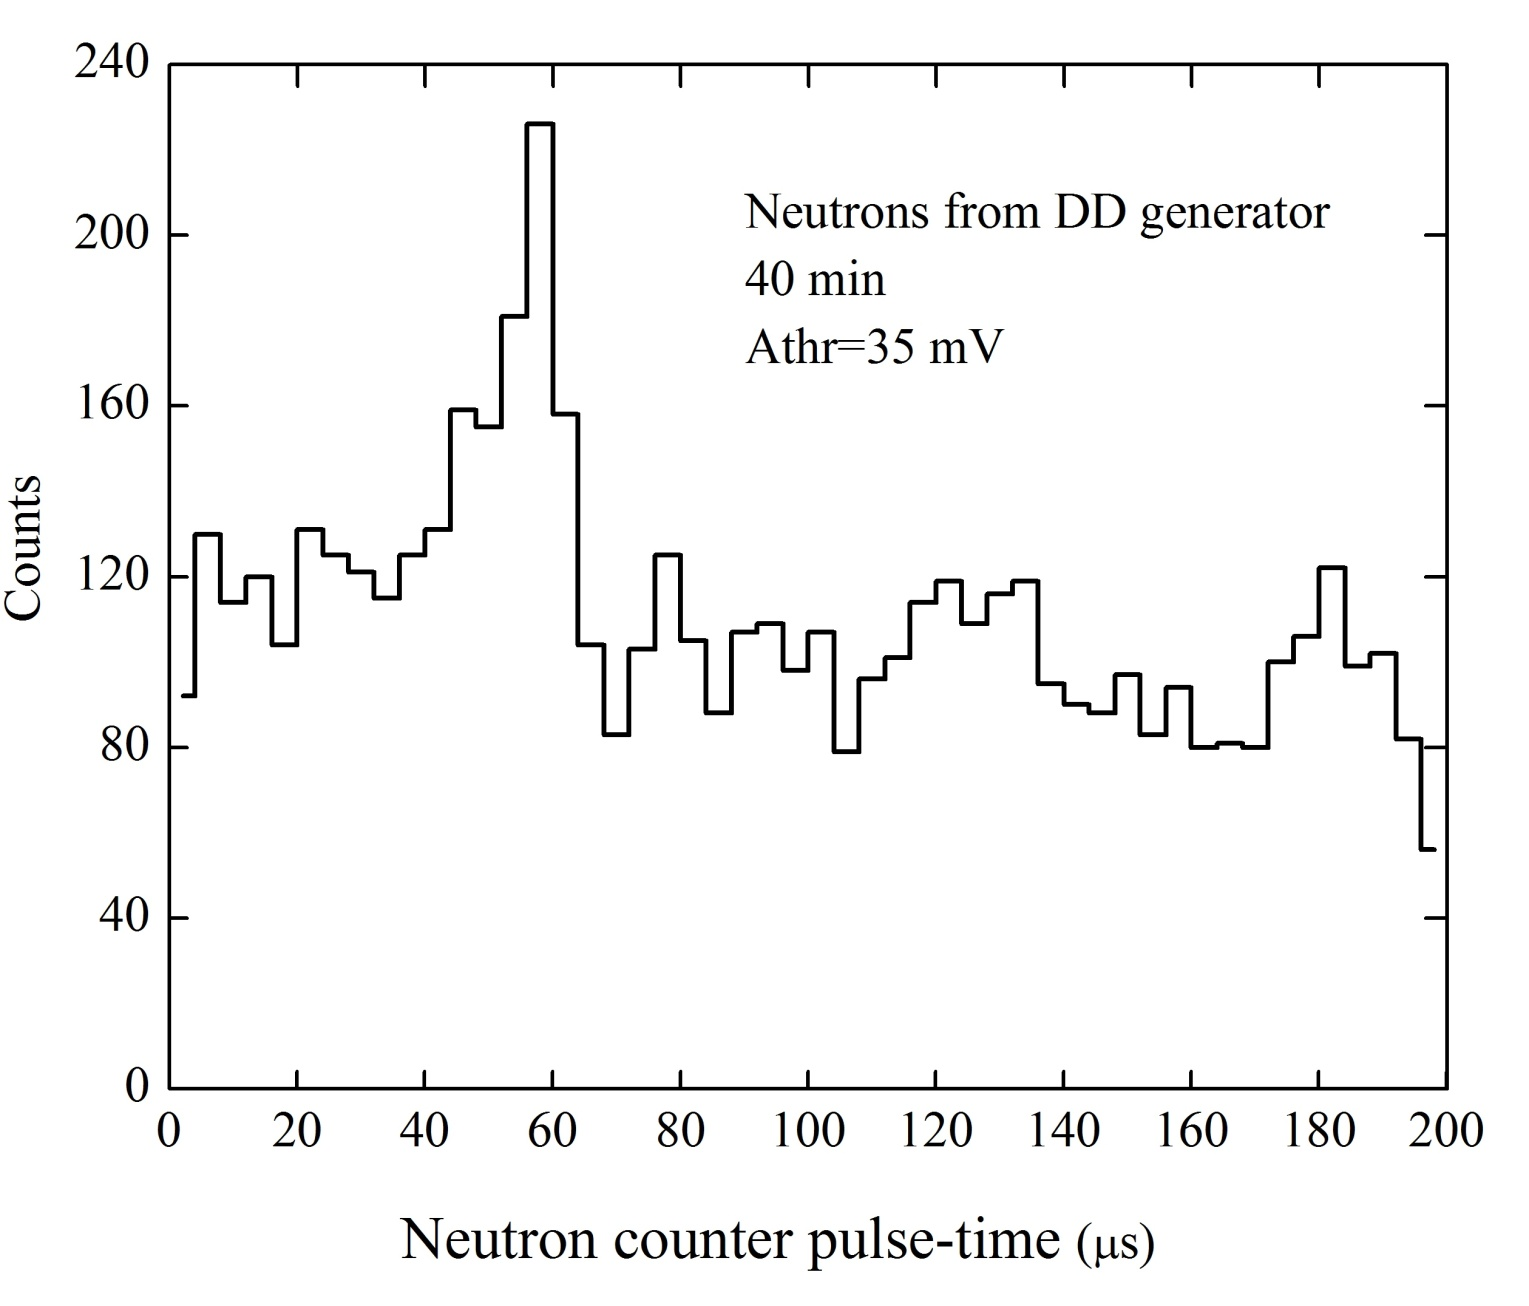 240
200
160
120
80
40
0
Counts
Neutrons from DD generator
40 min
Athr=35 mV
0 20 40 60 80 100 120 140 160 180 200
Neutron counter pulse-time (μs)